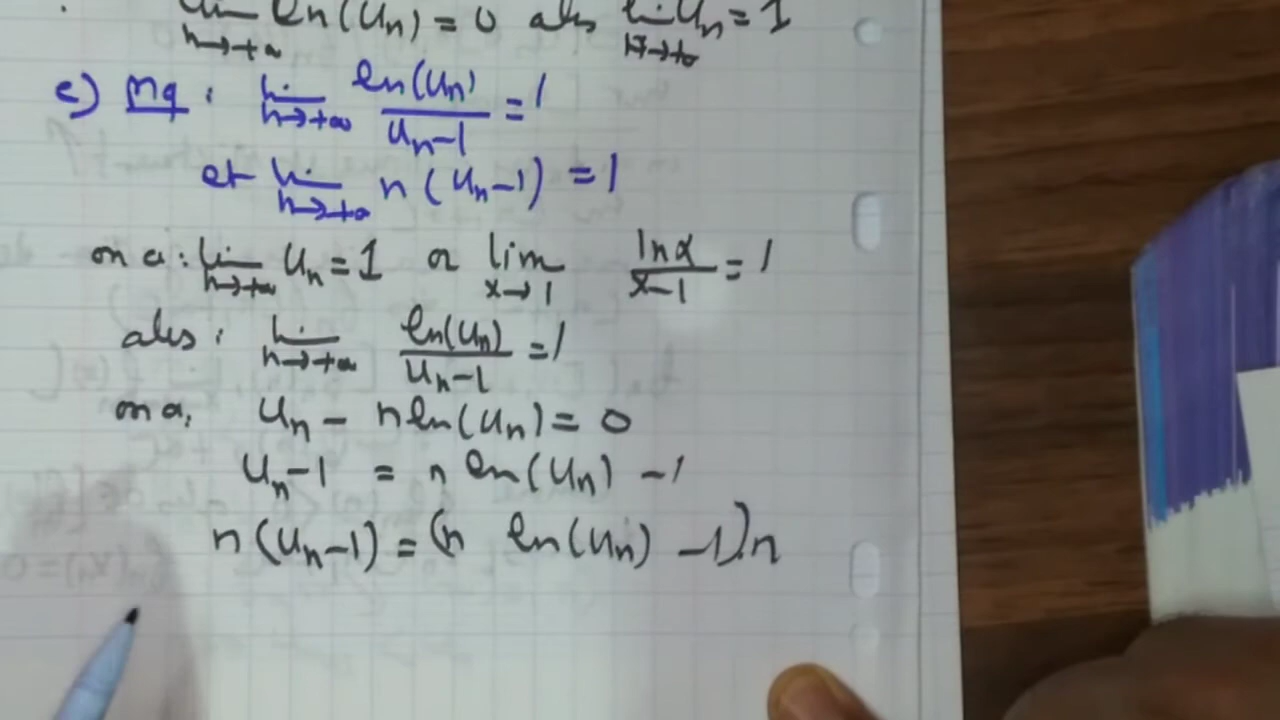 lim n→+∞ ln(Un) = 0 alors lim Un = 1
c) Mq : lim n→+∞ ln(Un) / Un-1 = 1
et lim n→+∞ n(Un-1) = 1
on a : lim n→+∞ Un = 1 or lim x→1 lnx / x-1 = 1
alors : lim n→+∞ ln(Un) / Un-1 = 1
on a, Un - n ln(Un) = 0
Un-1 = n ln(Un) -1
n(Un-1) = (n ln(Un) -1).n